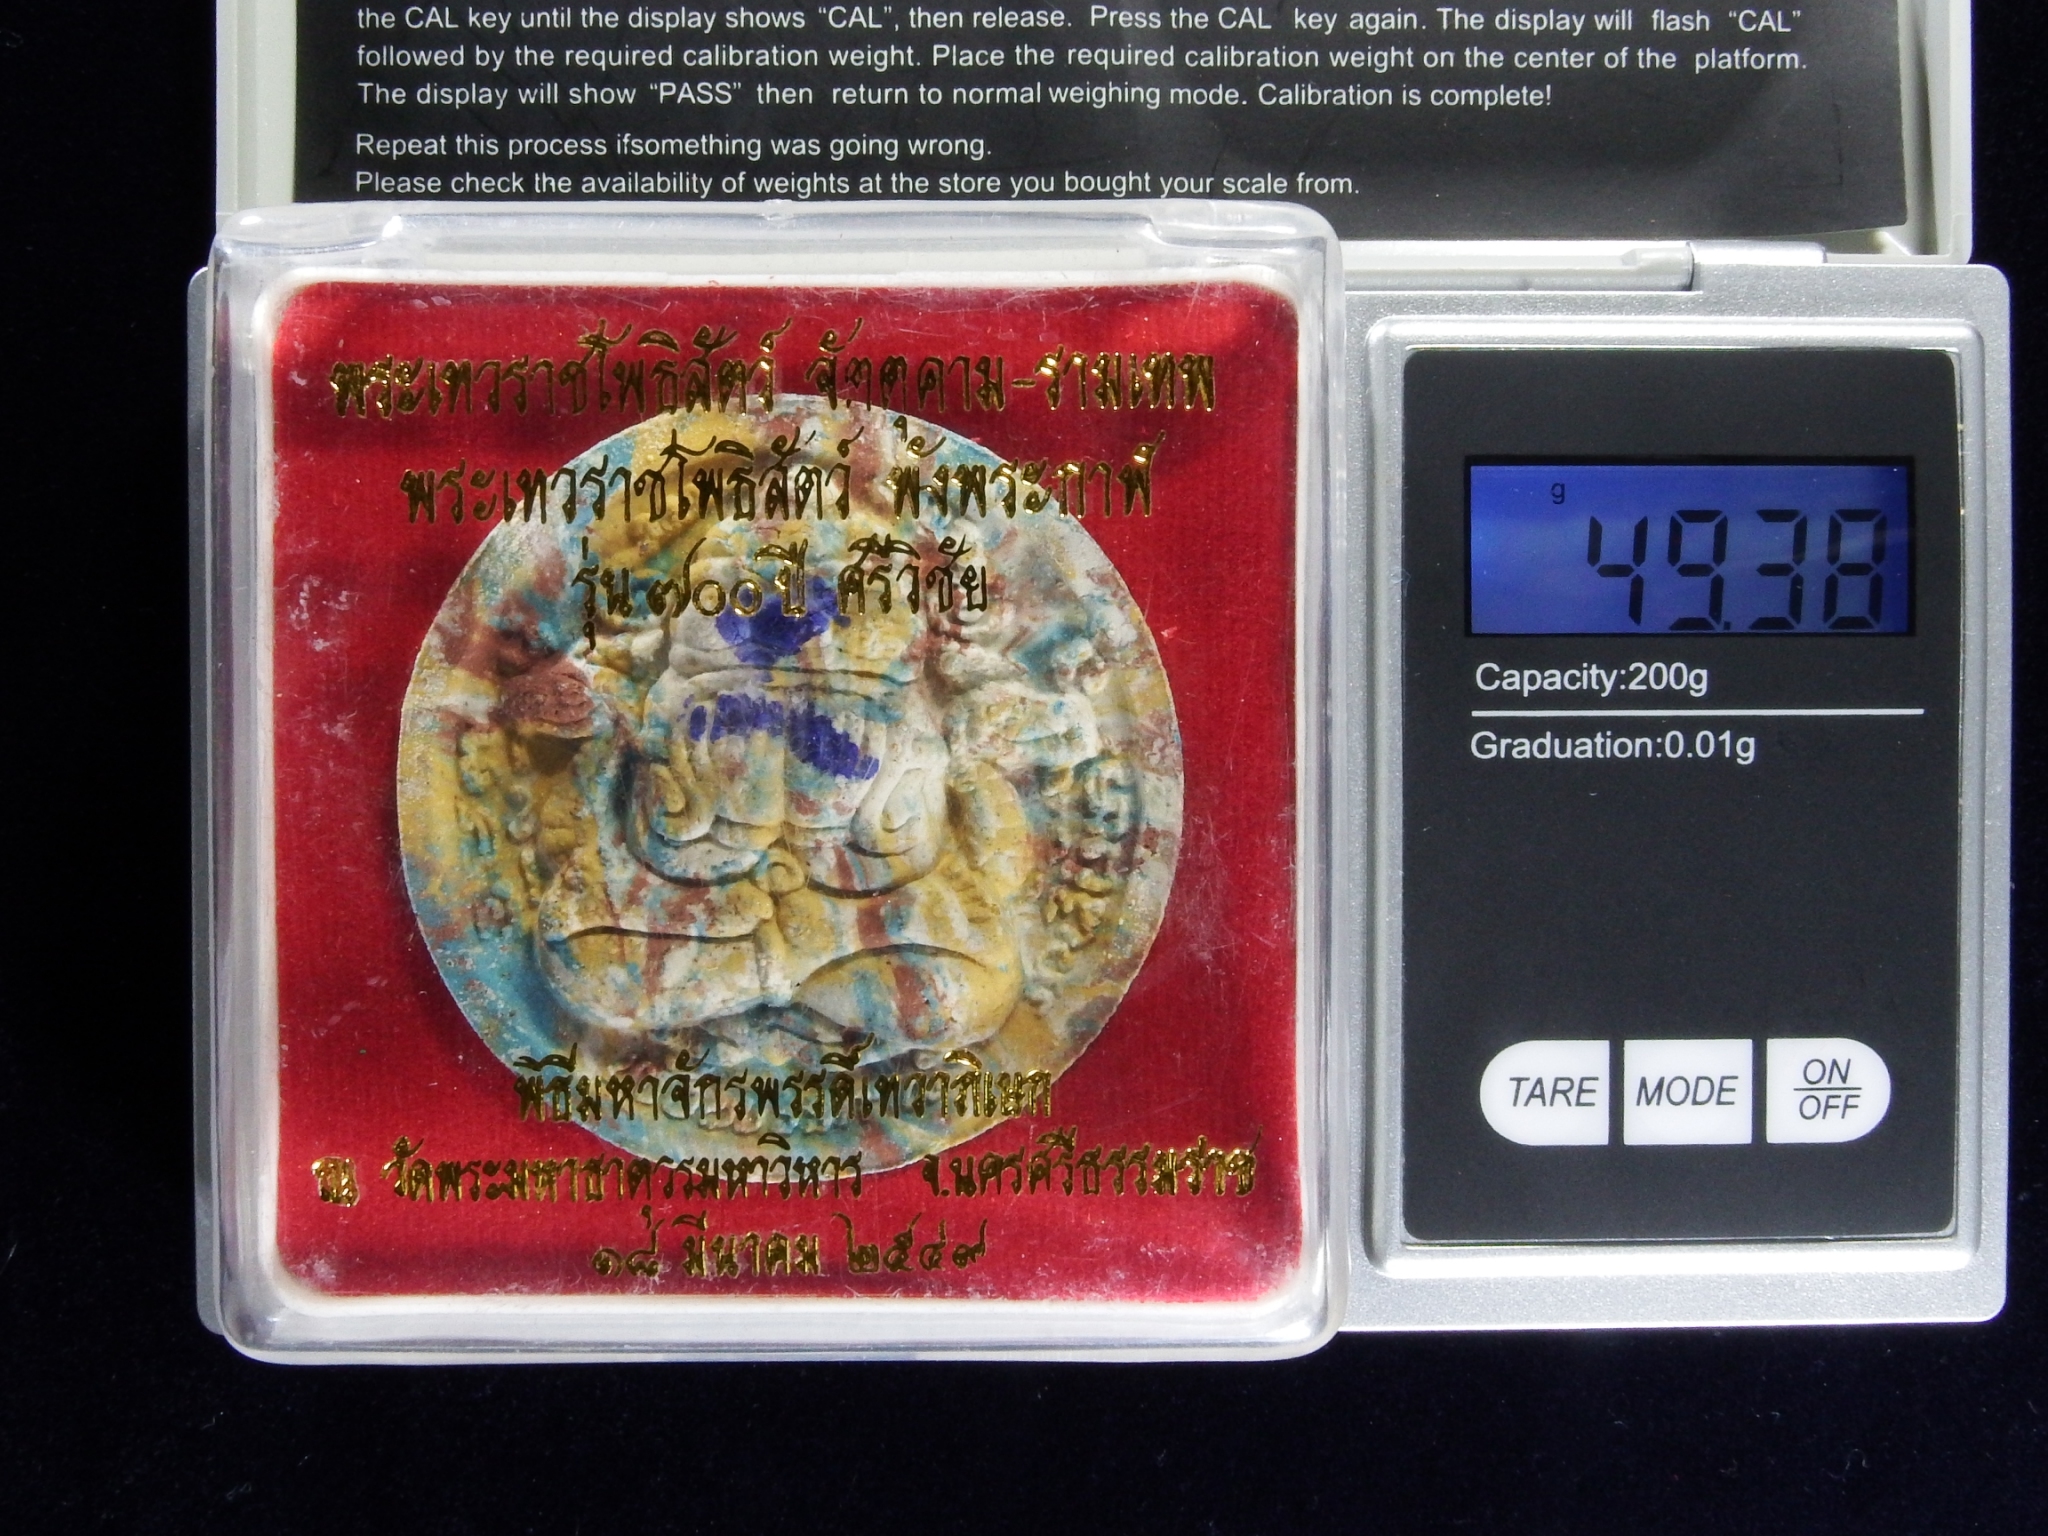 the CAL key until the display shows “CAL”, then release. Press the CAL key again. The display will flash “CAL”
followed by the required calibration weight. Place the required calibration weight on the center of the platform.
The display will show “PASS” then return to normal weighing mode. Calibration is complete!
Repeat this process ifsomething was going wrong.
Please check the availability of weights at the store you bought your scale from.
พระเทวราชโพธิสัตว์ จัตุคาม-รามเทพ
พระเทวราชโพธิสัตว์ พังพระกาฬ
รุ่น ๗๐๐ ปี ศรีวิชัย
พิธีมหาจักรพรรดิ์เทวาภิเษก
ณ วัดพระมหาธาตุวรมหาวิหาร จ.นครศรีธรรมราช
๑๘ มีนาคม ๒๕๔๙
g
49.38
Capacity:200g
Graduation:0.01g
TARE MODE ON
OFF